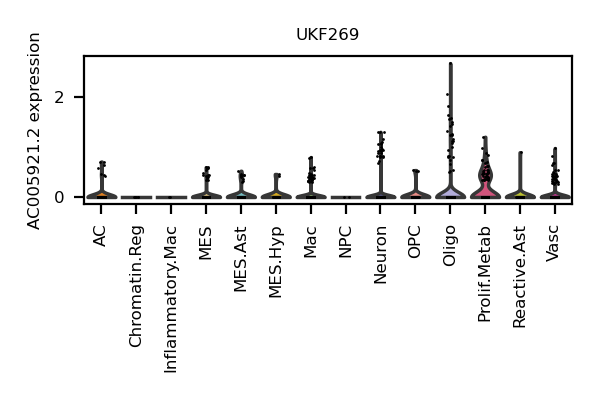 UKF269
AC005921.2 expression
2
0
AC
Chromatin.Reg
Inflammatory.Mac
MES
MES.Ast
MES.Hyp
Mac
NPC
Neuron
OPC
Oligo
Prolif.Metab
Reactive.Ast
Vasc